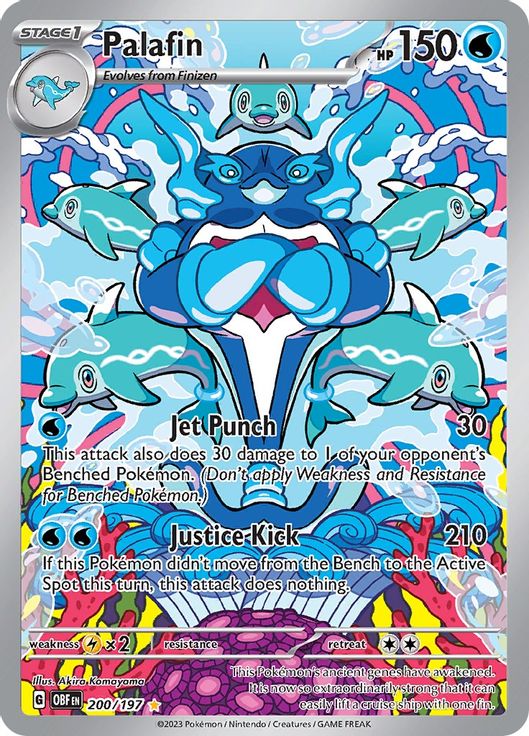 STAGE1
Palafin
HP 150
Evolves from Finizen
Jet Punch 30
This attack also does 30 damage to 1 of your opponent's
Benched Pokémon. (Don't apply Weakness and Resistance
for Benched Pokémon.)
Justice Kick 210
If this Pokémon didn't move from the Bench to the Active
Spot this turn, this attack does nothing.
weakness ×2 resistance retreat
Illus. Akira Komayama
G OBF EN 200/197
This Pokémon's ancient genes have awakened.
It is now so extraordinarily strong that it can
easily lift a cruise ship with one fin.
©2023 Pokémon / Nintendo / Creatures / GAME FREAK